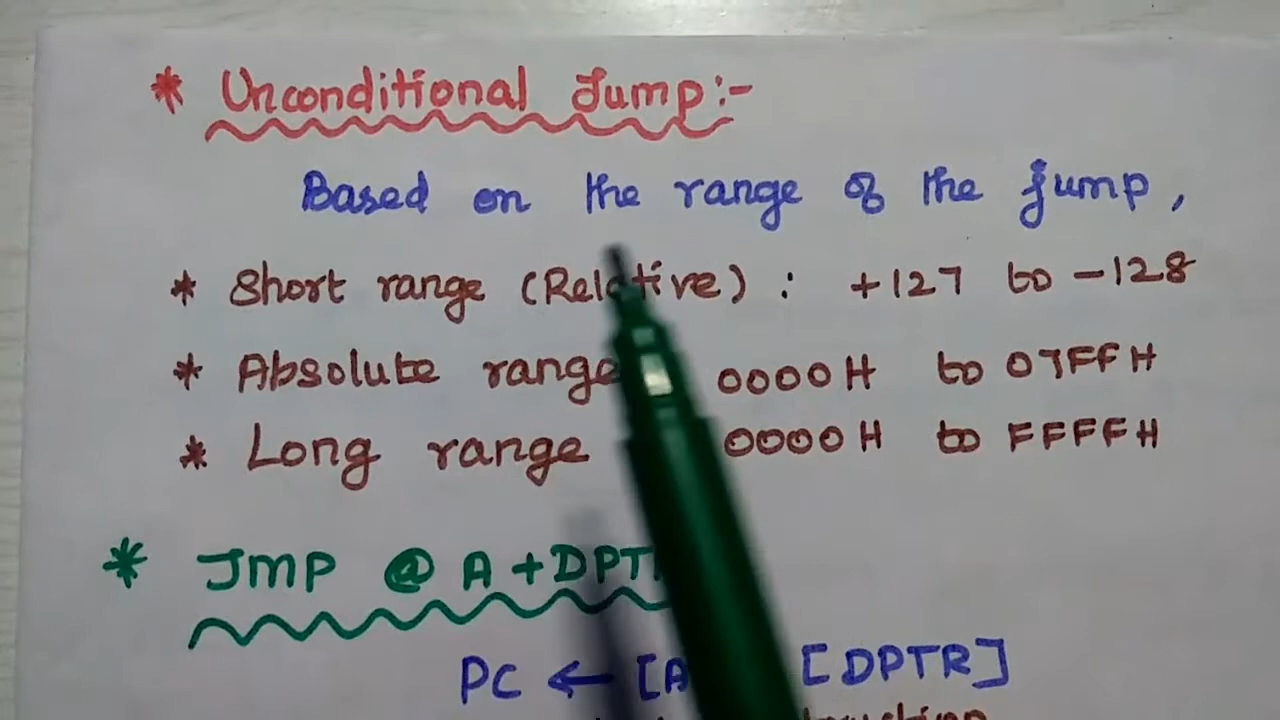 * Unconditional Jump:-
Based on the range of the jump,
* Short range (Relative) : +127 to -128
* Absolute range 0000H to 07FFH
* Long range 0000H to FFFFH
* JMP @ A +DPT
PC ← [A [DPTR]